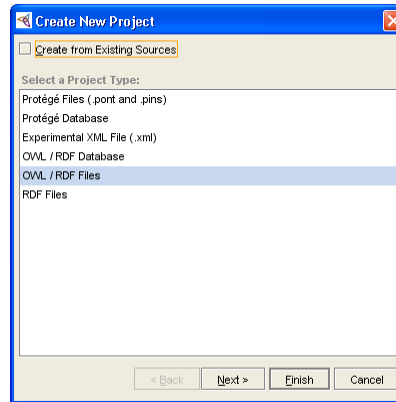 Create New Project
Create from Existing Sources
Select a Project Type:
Protégé Files (.pont and .pins)
Protégé Database
Experimental XML File (.xml)
OWL / RDF Database
OWL / RDF Files
RDF Files
< Back Next > Finish Cancel